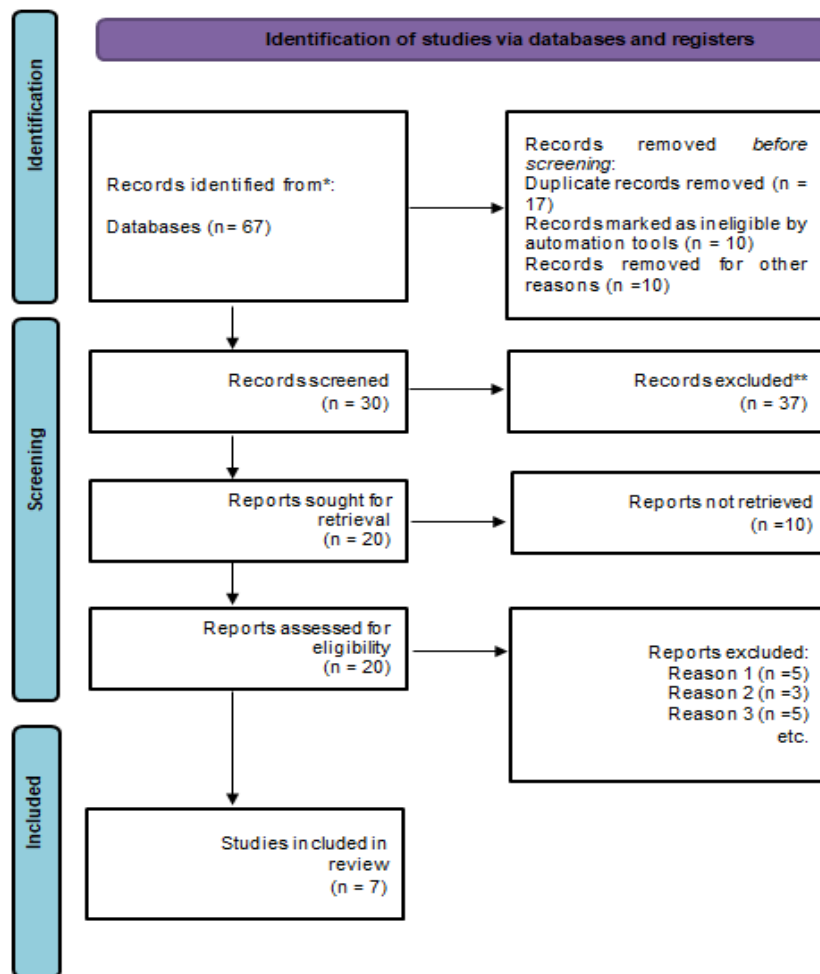 Identification of studies via databases and registers
Identification
Records identified from*:
Databases (n= 67)
Records removed before
screening:
Duplicate records removed (n =
17)
Records marked as ineligible by
automation tools (n = 10)
Records removed for other
reasons (n =10)
Screening
Records screened
(n = 30)
Records excluded**
(n = 37)
Reports sought for
retrieval
(n = 20)
Reports not retrieved
(n =10)
Reports assessed for
eligibility
(n = 20)
Reports excluded:
Reason 1 (n =5)
Reason 2 (n =3)
Reason 3 (n =5)
etc.
Included
Studies included in
review
(n = 7)